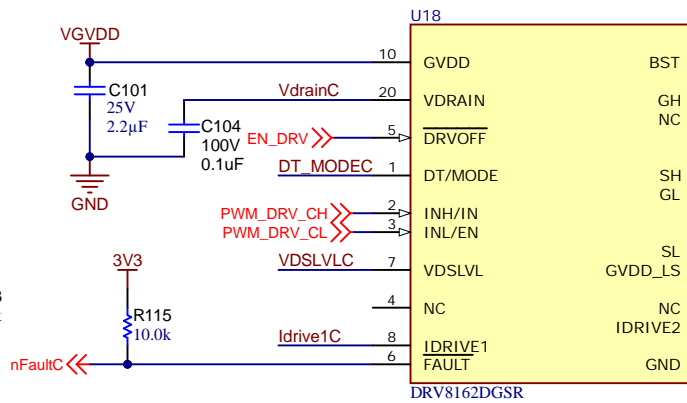 U18
VGVDD
10 GVDD BST
C101
25V
2.2µF
VdrainC 20 VDRAIN GH
NC
C104
100V
0.1uF
EN_DRV 5 DRVOFF
DT_MODEC 1 DT/MODE SH
GL
GND
PWM_DRV_CH 2 INH/IN
PWM_DRV_CL 3 INL/EN
SL
3V3
VDSLVLC 7 VDSLVL GVDD_LS
4 NC NC
R115
10.0k
IDRIVE2
Idrive1C 8 IDRIVE1
nFaultC 6 FAULT GND
DRV8162DGSR